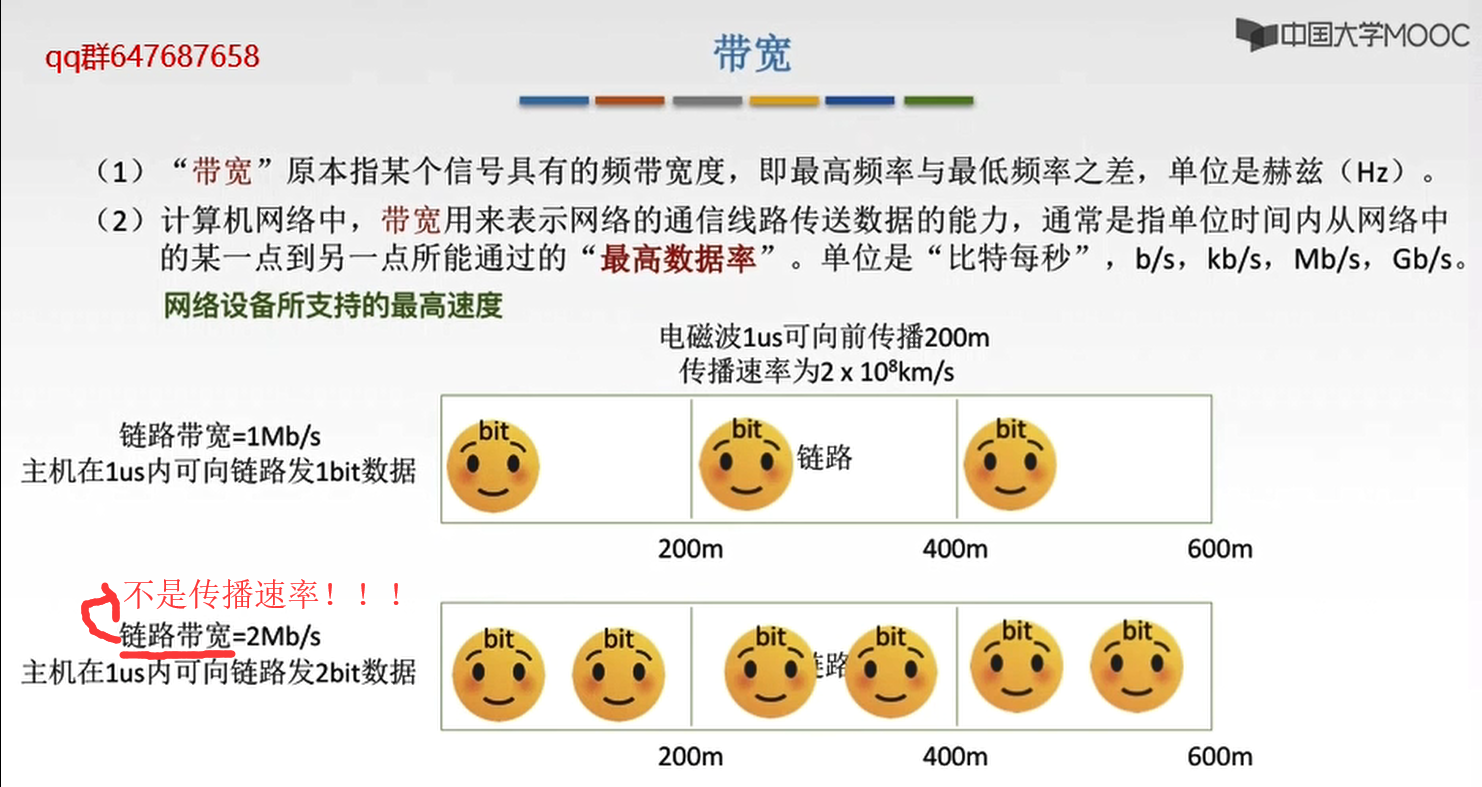 qq群647687658
中国大学MOOC
带宽
（1）“带宽”原本指某个信号具有的频带宽度，即最高频率与最低频率之差，单位是赫兹（Hz）。
（2）计算机网络中，带宽用来表示网络的通信线路传送数据的能力，通常是指单位时间内从网络中
的某一点到另一点所能通过的“最高数据率”。单位是“比特每秒”，b/s，kb/s，Mb/s，Gb/s。
网络设备所支持的最高速度
电磁波1us可向前传播200m
传播速率为2 x 10⁸km/s
链路带宽=1Mb/s
主机在1us内可向链路发1bit数据
bit
bit
链路
bit
200m
400m
600m
不是传播速率！！！
链路带宽=2Mb/s
主机在1us内可向链路发2bit数据
bit
bit
bit
路
bit
bit
bit
200m
400m
600m